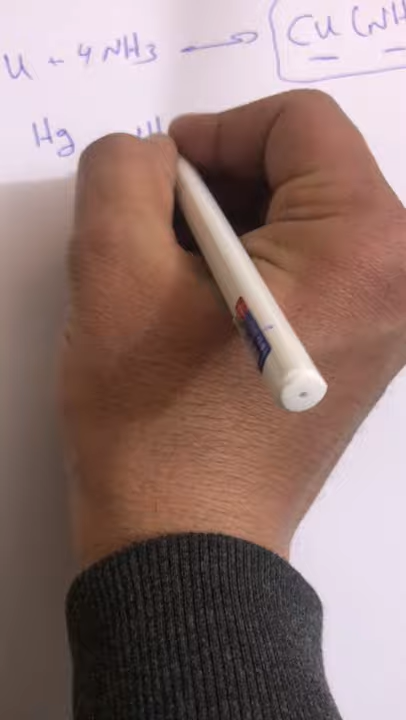 u + 4NH3 → [Cu (NH
Hg